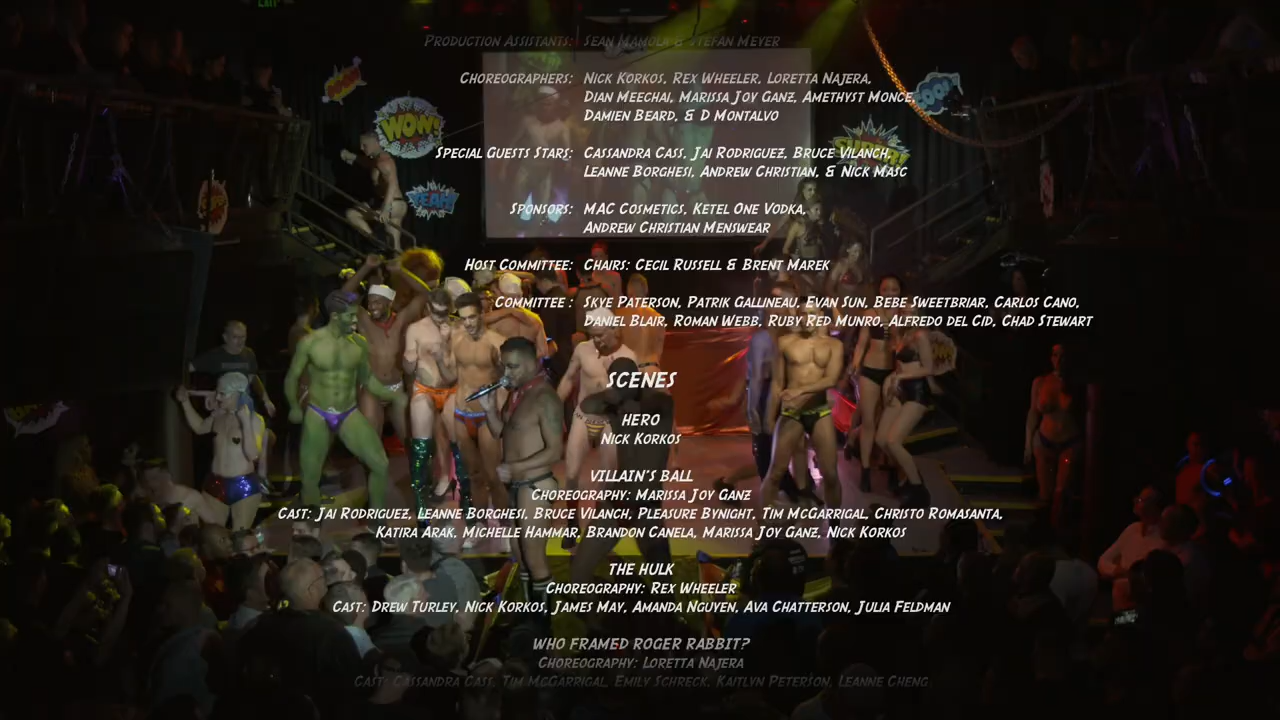 EXIT
PRODUCTION ASSISTANTS: SEAN MAMOLA & STEFAN MEYER
CHOREOGRAPHERS: NICK KORKOS, REX WHEELER, LORETTA NAJERA,
DIAN MEECHAI, MARISSA JOY GANZ, AMETHYST MONCE,
DAMIEN BEARD, & D MONTALVO
WOW!
SPECIAL GUESTS STARS: CASSANDRA CASS, JAI RODRIGUEZ, BRUCE VILANCH,
LEANNE BORGHESI, ANDREW CHRISTIAN, & NICK MASC
YEAH!
SPONSORS: MAC COSMETICS, KETEL ONE VODKA,
ANDREW CHRISTIAN MENSWEAR
HOST COMMITTEE: CHAIRS: CECIL RUSSELL & BRENT MAREK
COMMITTEE : SKYE PATERSON, PATRIK GALLINEAU, EVAN SUN, BEBE SWEETBRIAR, CARLOS CANO,
DANIEL BLAIR, ROMAN WEBB, RUBY RED MUNRO, ALFREDO DEL CID, CHAD STEWART
SCENES
HERO
NICK KORKOS
VILLAIN'S BALL
CHOREOGRAPHY: MARISSA JOY GANZ
CAST: JAI RODRIGUEZ, LEANNE BORGHESI, BRUCE VILANCH, PLEASURE BYNIGHT, TIM MCGARRIGAL, CHRISTO ROMASANTA,
KATIRA ARAK, MICHELLE HAMMAR, BRANDON CANELA, MARISSA JOY GANZ, NICK KORKOS
THE HULK
CHOREOGRAPHY: REX WHEELER
CAST: DREW TURLEY, NICK KORKOS, JAMES MAY, AMANDA NGUYEN, AVA CHATTERSON, JULIA FELDMAN
WHO FRAMED ROGER RABBIT?
CHOREOGRAPHY: LORETTA NAJERA
CAST: CASSANDRA CASS, TIM MCGARRIGAL, EMILY SCHRECK, KAITLYN PETERSON, LEANNE CHENG